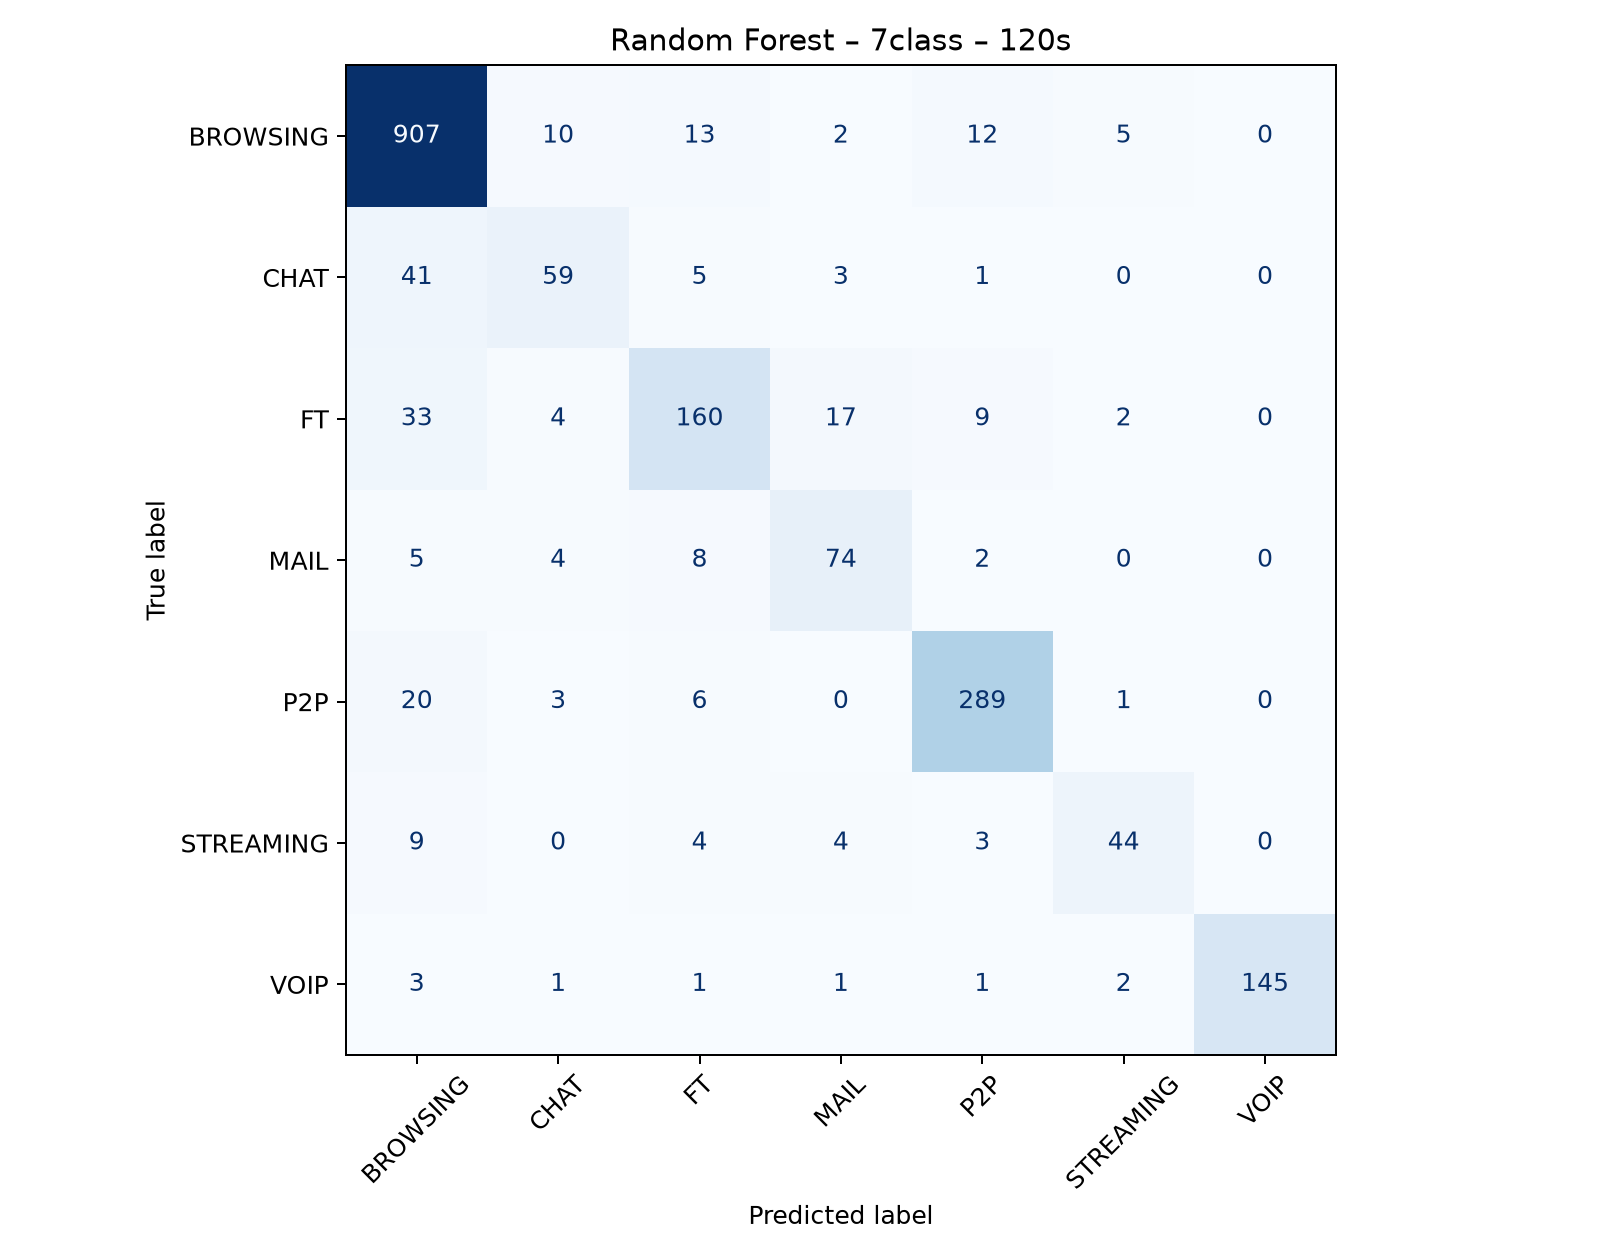 Random Forest – 7class – 120s
BROWSING 907 10 13 2 12 5 0
CHAT 41 59 5 3 1 0 0
FT 33 4 160 17 9 2 0
MAIL 5 4 8 74 2 0 0
P2P 20 3 6 0 289 1 0
STREAMING 9 0 4 4 3 44 0
VOIP 3 1 1 1 1 2 145
True label
BROWSING CHAT FT MAIL P2P STREAMING VOIP
Predicted label